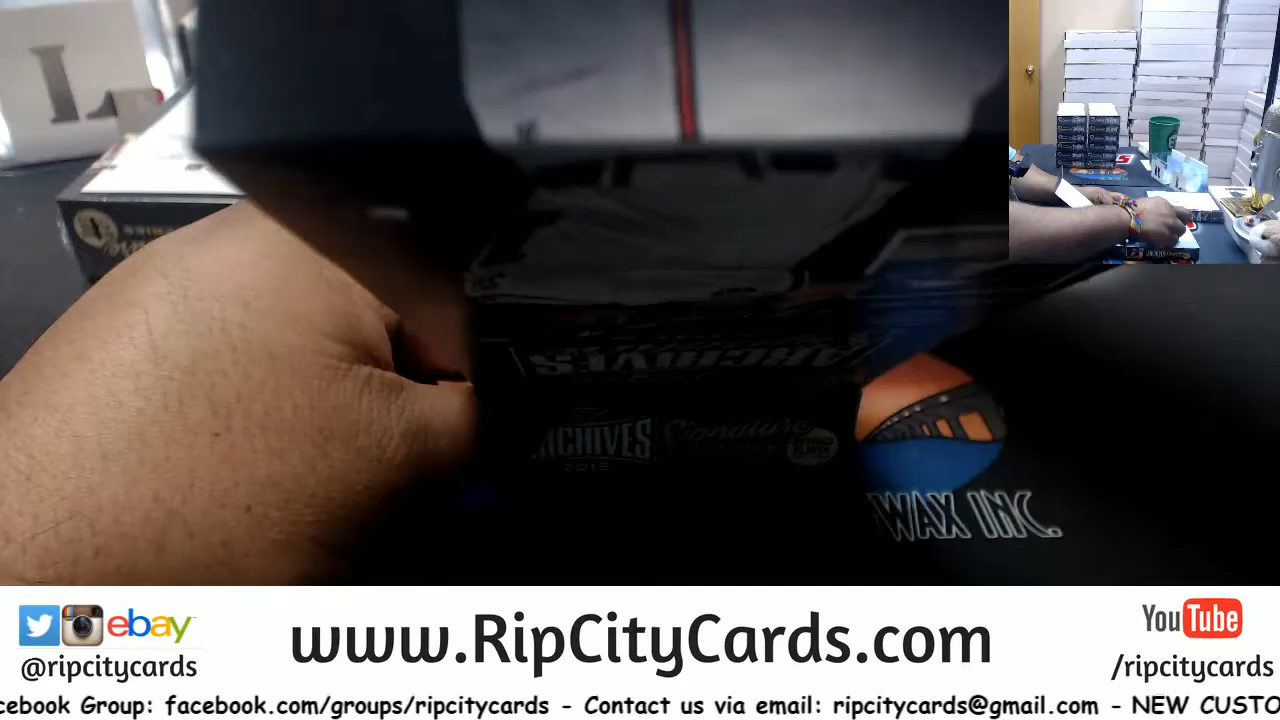 L
ARCHIVES
ARCHIVES Signature
2018
WAX INC.
ebay
@ripcitycards
www.RipCityCards.com
YouTube
/ripcitycards
cebook Group: facebook.com/groups/ripcitycards - Contact us via email: ripcitycards@gmail.com - NEW CUSTO